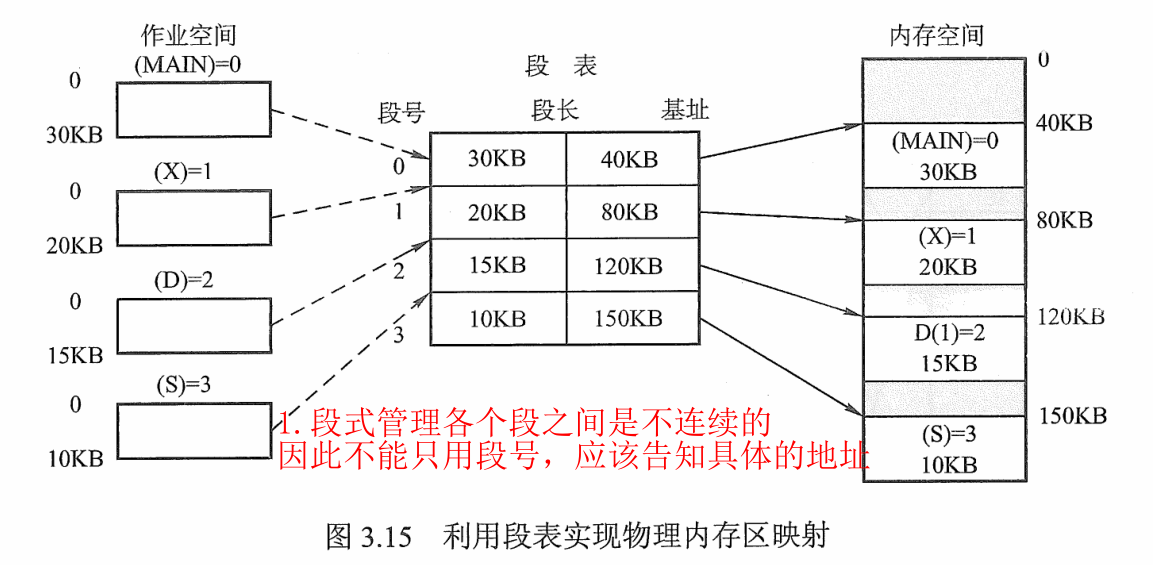 作业空间
(MAIN)=0
0
30KB
(X)=1
0
20KB
(D)=2
0
15KB
(S)=3
0
10KB
段 表
段号 段长 基址
0 30KB 40KB
1 20KB 80KB
2 15KB 120KB
3 10KB 150KB
内存空间
0
40KB
(MAIN)=0
30KB
80KB
(X)=1
20KB
120KB
D(1)=2
15KB
150KB
(S)=3
10KB
1.段式管理各个段之间是不连续的
因此不能只用段号，应该告知具体的地址
图 3.15 利用段表实现物理内存区映射